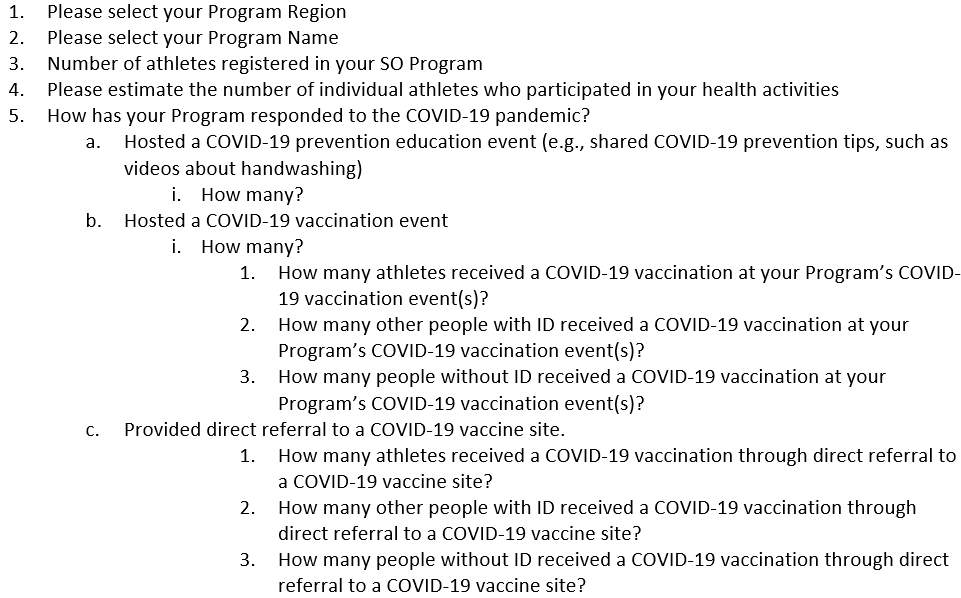 1. Please select your Program Region
2. Please select your Program Name
3. Number of athletes registered in your SO Program
4. Please estimate the number of individual athletes who participated in your health activities
5. How has your Program responded to the COVID-19 pandemic?
a. Hosted a COVID-19 prevention education event (e.g., shared COVID-19 prevention tips, such as
videos about handwashing)
i. How many?
b. Hosted a COVID-19 vaccination event
i. How many?
1. How many athletes received a COVID-19 vaccination at your Program’s COVID-
19 vaccination event(s)?
2. How many other people with ID received a COVID-19 vaccination at your
Program’s COVID-19 vaccination event(s)?
3. How many people without ID received a COVID-19 vaccination at your
Program’s COVID-19 vaccination event(s)?
c. Provided direct referral to a COVID-19 vaccine site.
1. How many athletes received a COVID-19 vaccination through direct referral to
a COVID-19 vaccine site?
2. How many other people with ID received a COVID-19 vaccination through
direct referral to a COVID-19 vaccine site?
3. How many people without ID received a COVID-19 vaccination through direct
referral to a COVID-19 vaccine site?